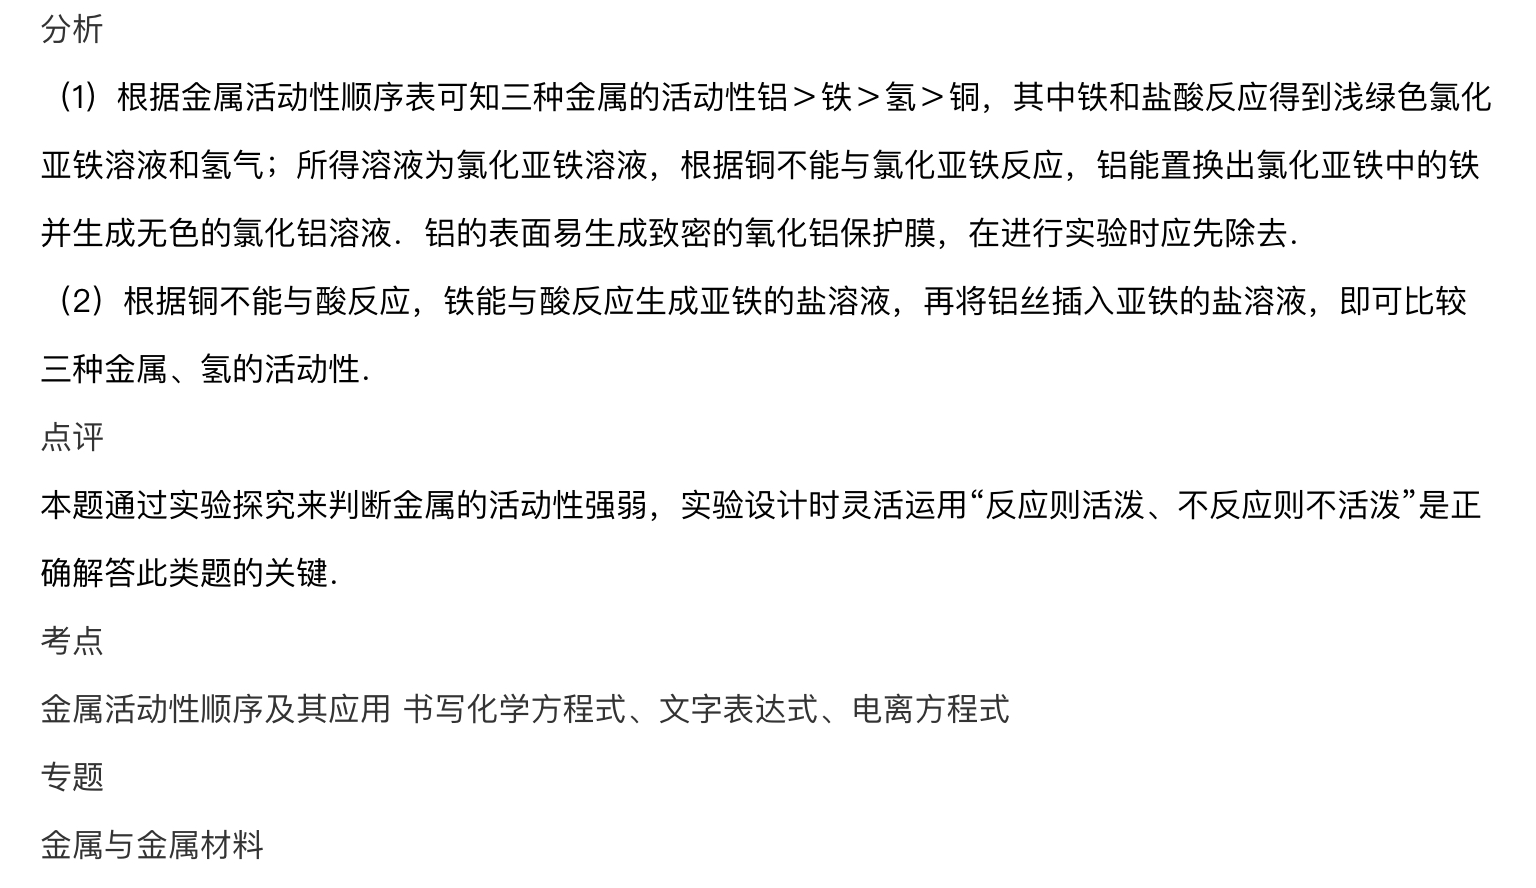 分析
（1）根据金属活动性顺序表可知三种金属的活动性铝＞铁＞氢＞铜，其中铁和盐酸反应得到浅绿色氯化
亚铁溶液和氢气；所得溶液为氯化亚铁溶液，根据铜不能与氯化亚铁反应，铝能置换出氯化亚铁中的铁
并生成无色的氯化铝溶液．铝的表面易生成致密的氧化铝保护膜，在进行实验时应先除去．
（2）根据铜不能与酸反应，铁能与酸反应生成亚铁的盐溶液，再将铝丝插入亚铁的盐溶液，即可比较
三种金属、氢的活动性．
点评
本题通过实验探究来判断金属的活动性强弱，实验设计时灵活运用“反应则活泼、不反应则不活泼”是正
确解答此类题的关键．
考点
金属活动性顺序及其应用 书写化学方程式、文字表达式、电离方程式
专题
金属与金属材料